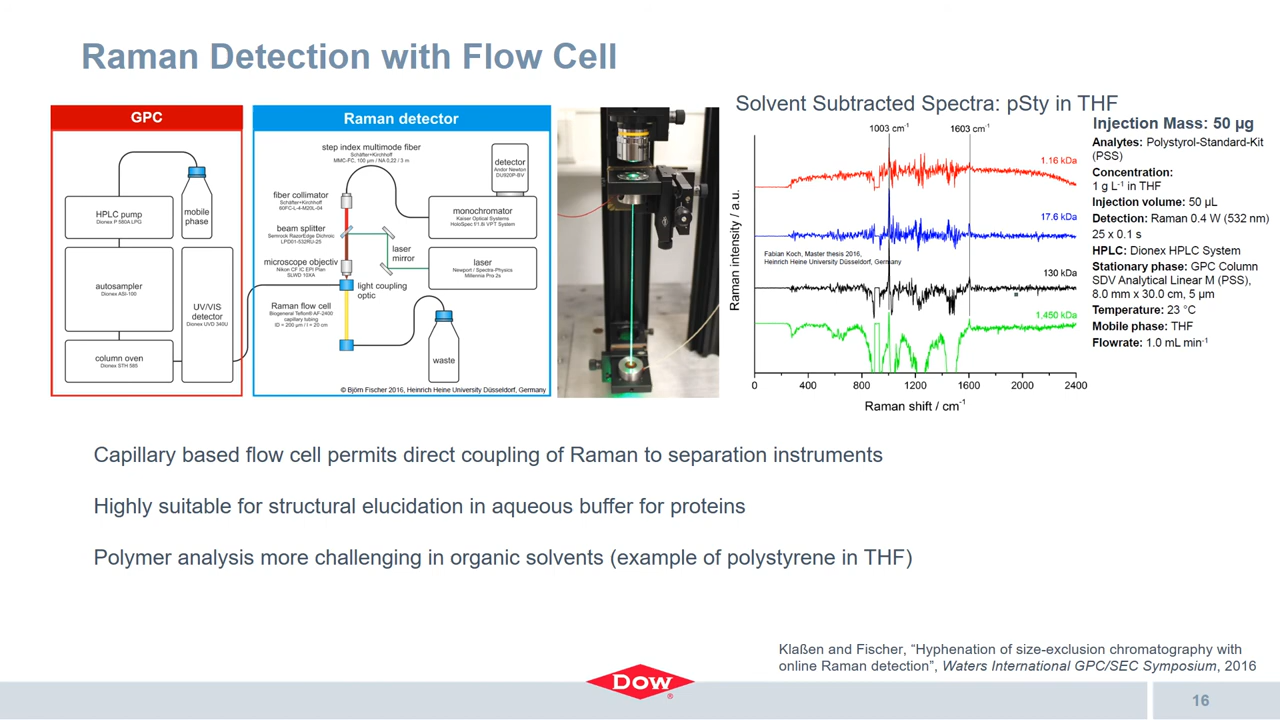 Raman Detection with Flow Cell
GPC
HPLC pump
Dionex P 580A LPG
mobile
phase
autosampler
Dionex ASI-100
UV/VIS
detector
Dionex UVD 340U
column oven
Dionex STH 585
Raman detector
step index multimode fiber
Schäfter+Kirchhoff
MMC-FC, 100 µm / NA 0,22 / 3 m
detector
Andor Newton
DU920P-BV
fiber collimator
Schäfter+Kirchhoff
60FC-L-4-M20L-04
monochromator
Kaiser Optical Systems
HoloSpec f/1.8i VPT System
beam splitter
Semrock RazorEdge Dichroic
LPD01-532RU-25
laser
mirror
microscope objectiv
Nikon CF IC EPI Plan
SLWD 10XA
laser
Newport / Spectra-Physics
Millennia Pro 2s
light coupling
optic
Raman flow cell
Biogeneral Teflon® AF-2400
capillary tubing
ID = 200 µm / l = 20 cm
waste
© Björn Fischer 2016, Heinrich Heine University Düsseldorf, Germany
Solvent Subtracted Spectra: pSty in THF
1003 cm-1
1603 cm-1
1.16 kDa
17.6 kDa
Fabian Koch, Master thesis 2016,
Heinrich Heine University Düsseldorf, Germany
130 kDa
1,450 kDa
Raman intensity / a.u.
0 400 800 1200 1600 2000 2400
Raman shift / cm-1
Injection Mass: 50 µg
Analytes: Polystyrol-Standard-Kit
(PSS)
Concentration:
1 g L-1 in THF
Injection volume: 50 µL
Detection: Raman 0.4 W (532 nm)
25 x 0.1 s
HPLC: Dionex HPLC System
Stationary phase: GPC Column
SDV Analytical Linear M (PSS),
8.0 mm x 30.0 cm, 5 µm
Temperature: 23 °C
Mobile phase: THF
Flowrate: 1.0 mL min-1
Capillary based flow cell permits direct coupling of Raman to separation instruments
Highly suitable for structural elucidation in aqueous buffer for proteins
Polymer analysis more challenging in organic solvents (example of polystyrene in THF)
Klaßen and Fischer, “Hyphenation of size-exclusion chromatography with
online Raman detection”, Waters International GPC/SEC Symposium, 2016
Dow®
16